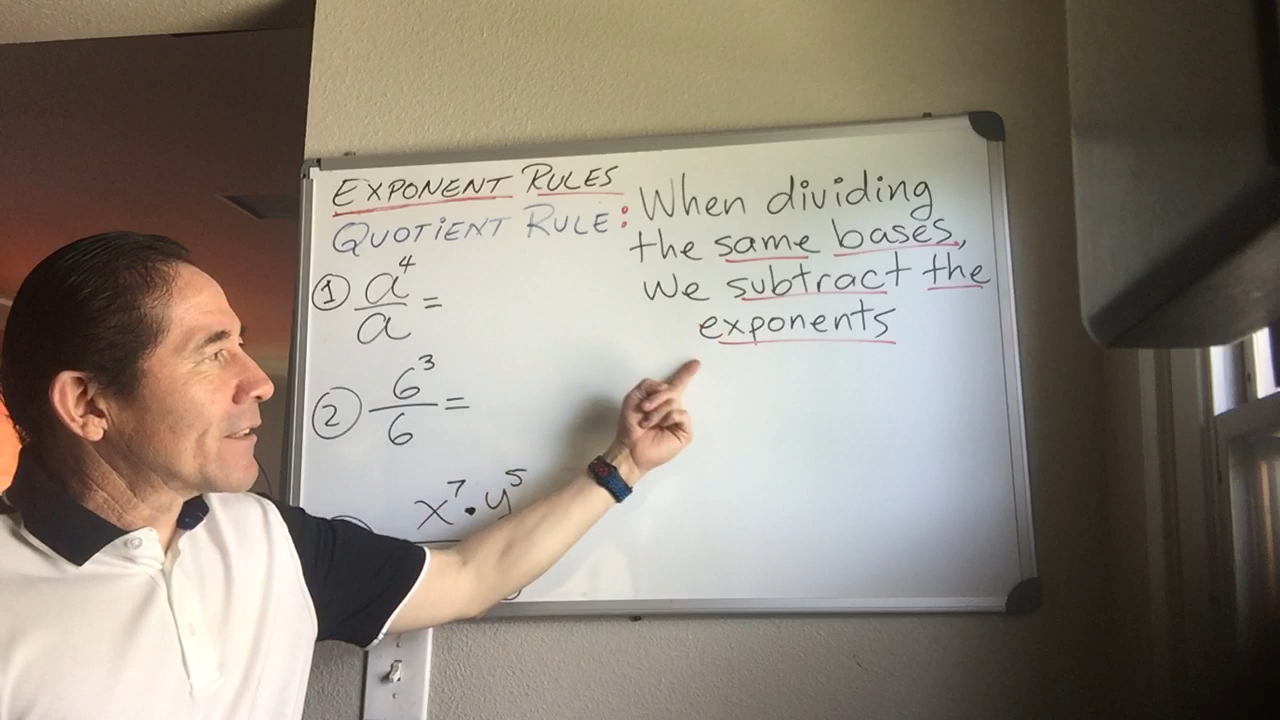 EXPONENT RULES
QUOTIENT RULE: When dividing
the same bases,
we subtract the
exponents
① a⁴/a =
② 6³/6 =
x⁷ • y⁵